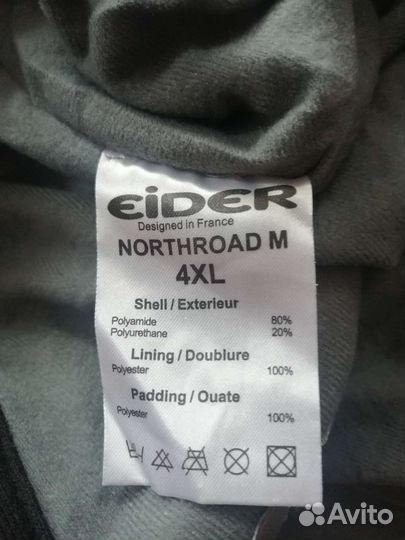 EiDER
Designed in France
NORTHROAD M
4XL
Shell / Exterieur
Polyamide 80%
Polyurethane 20%
Lining / Doublure
Polyester 100%
Padding / Ouate
Polyester 100%
Avito